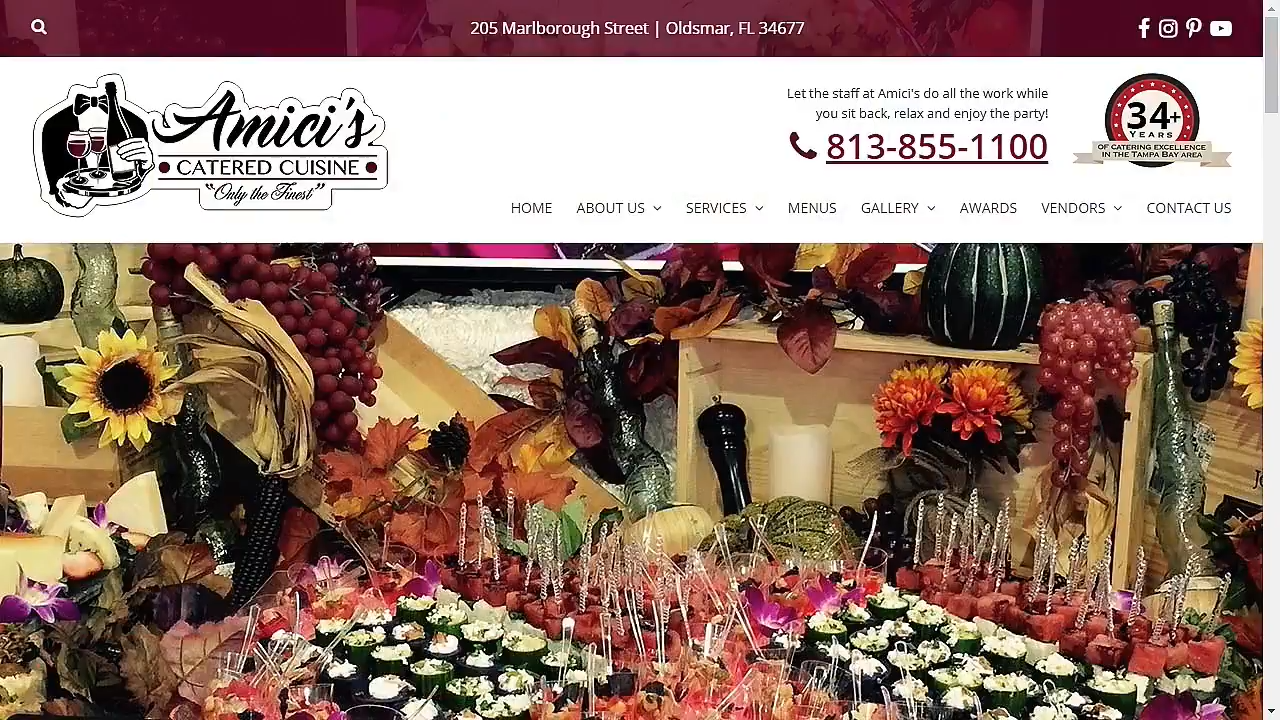 205 Marlborough Street | Oldsmar, FL 34677
Amici's
CATERED CUISINE
"Only the Finest"
Let the staff at Amici's do all the work while
you sit back, relax and enjoy the party!
813-855-1100
34+
YEARS
OF CATERING EXCELLENCE
IN THE TAMPA BAY AREA
HOME ABOUT US SERVICES MENUS GALLERY AWARDS VENDORS CONTACT US